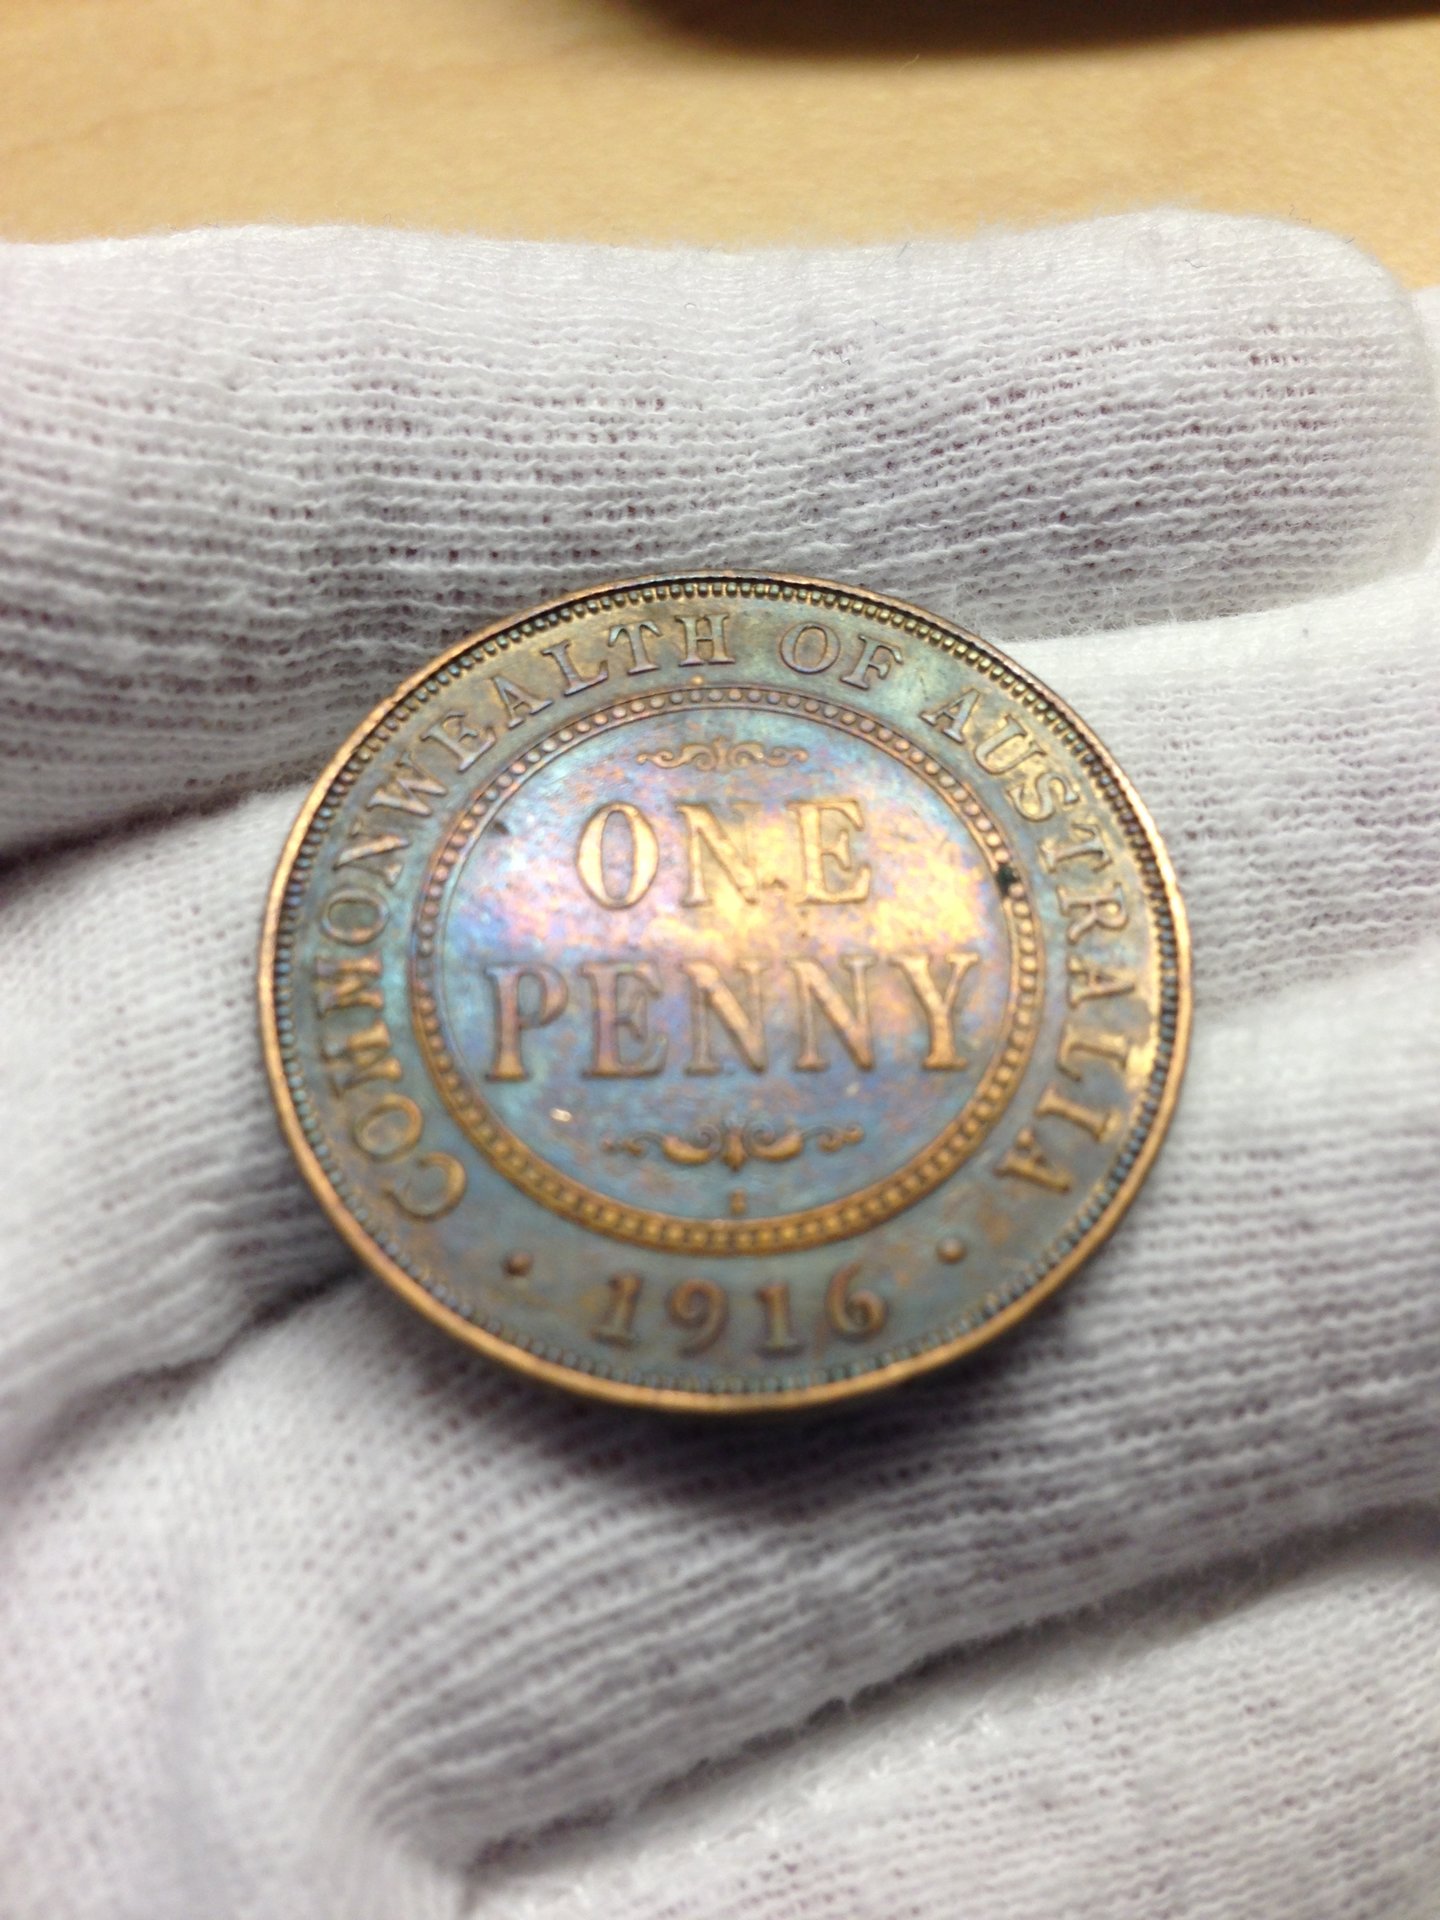 COMMONWEALTH OF AUSTRALIA
ONE
PENNY
I
· 1916 ·